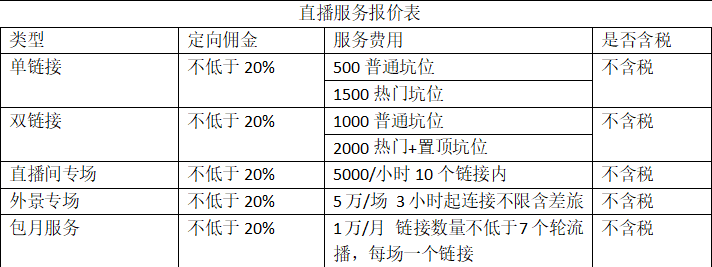 直播服务报价表
类型 定向佣金 服务费用 是否含税
单链接 不低于 20% 500 普通坑位 不含税
1500 热门坑位
双链接 不低于 20% 1000 普通坑位 不含税
2000 热门+置顶坑位
直播间专场 不低于 20% 5000/小时 10 个链接内 不含税
外景专场 不低于 20% 5 万/场 3 小时起连接不限含差旅 不含税
包月服务 不低于 20% 1 万/月 链接数量不低于 7 个轮流 不含税
播，每场一个链接